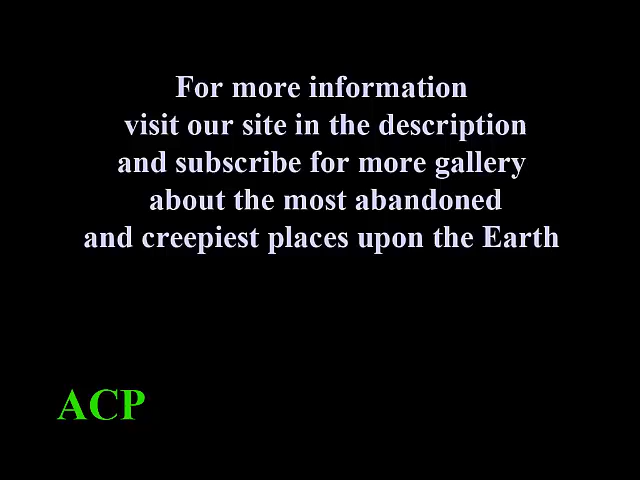 For more information
visit our site in the description
and subscribe for more gallery
about the most abandoned
and creepiest places upon the Earth
ACP